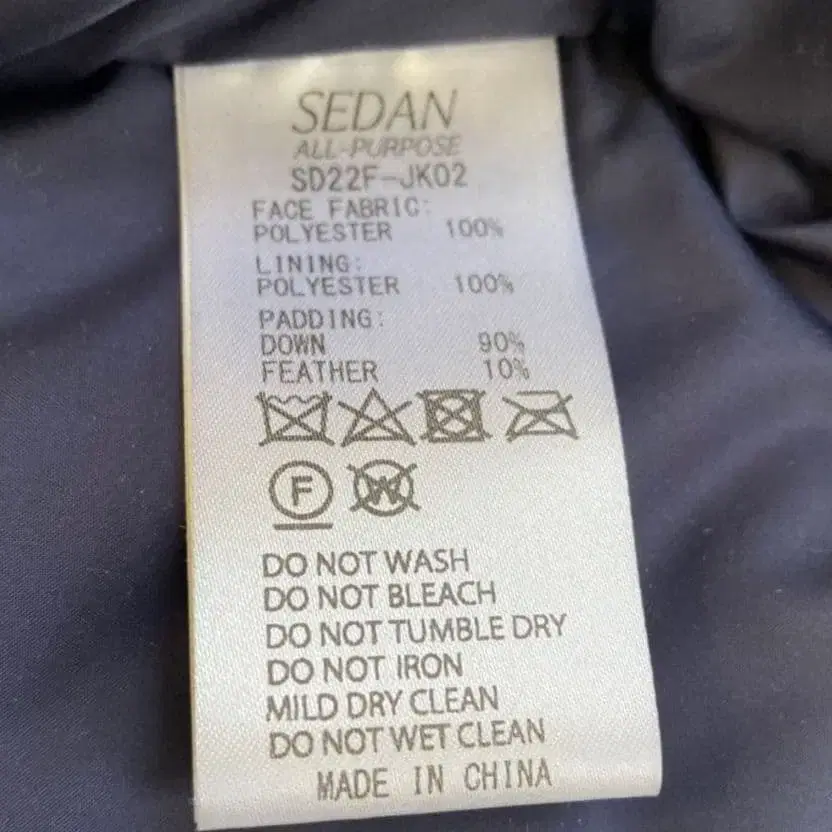 SEDAN
ALL-PURPOSE
SD22F-JK02
FACE FABRIC:
POLYESTER 100%
LINING:
POLYESTER 100%
PADDING:
DOWN 90%
FEATHER 10%
F W
DO NOT WASH
DO NOT BLEACH
DO NOT TUMBLE DRY
DO NOT IRON
MILD DRY CLEAN
DO NOT WET CLEAN
MADE IN CHINA